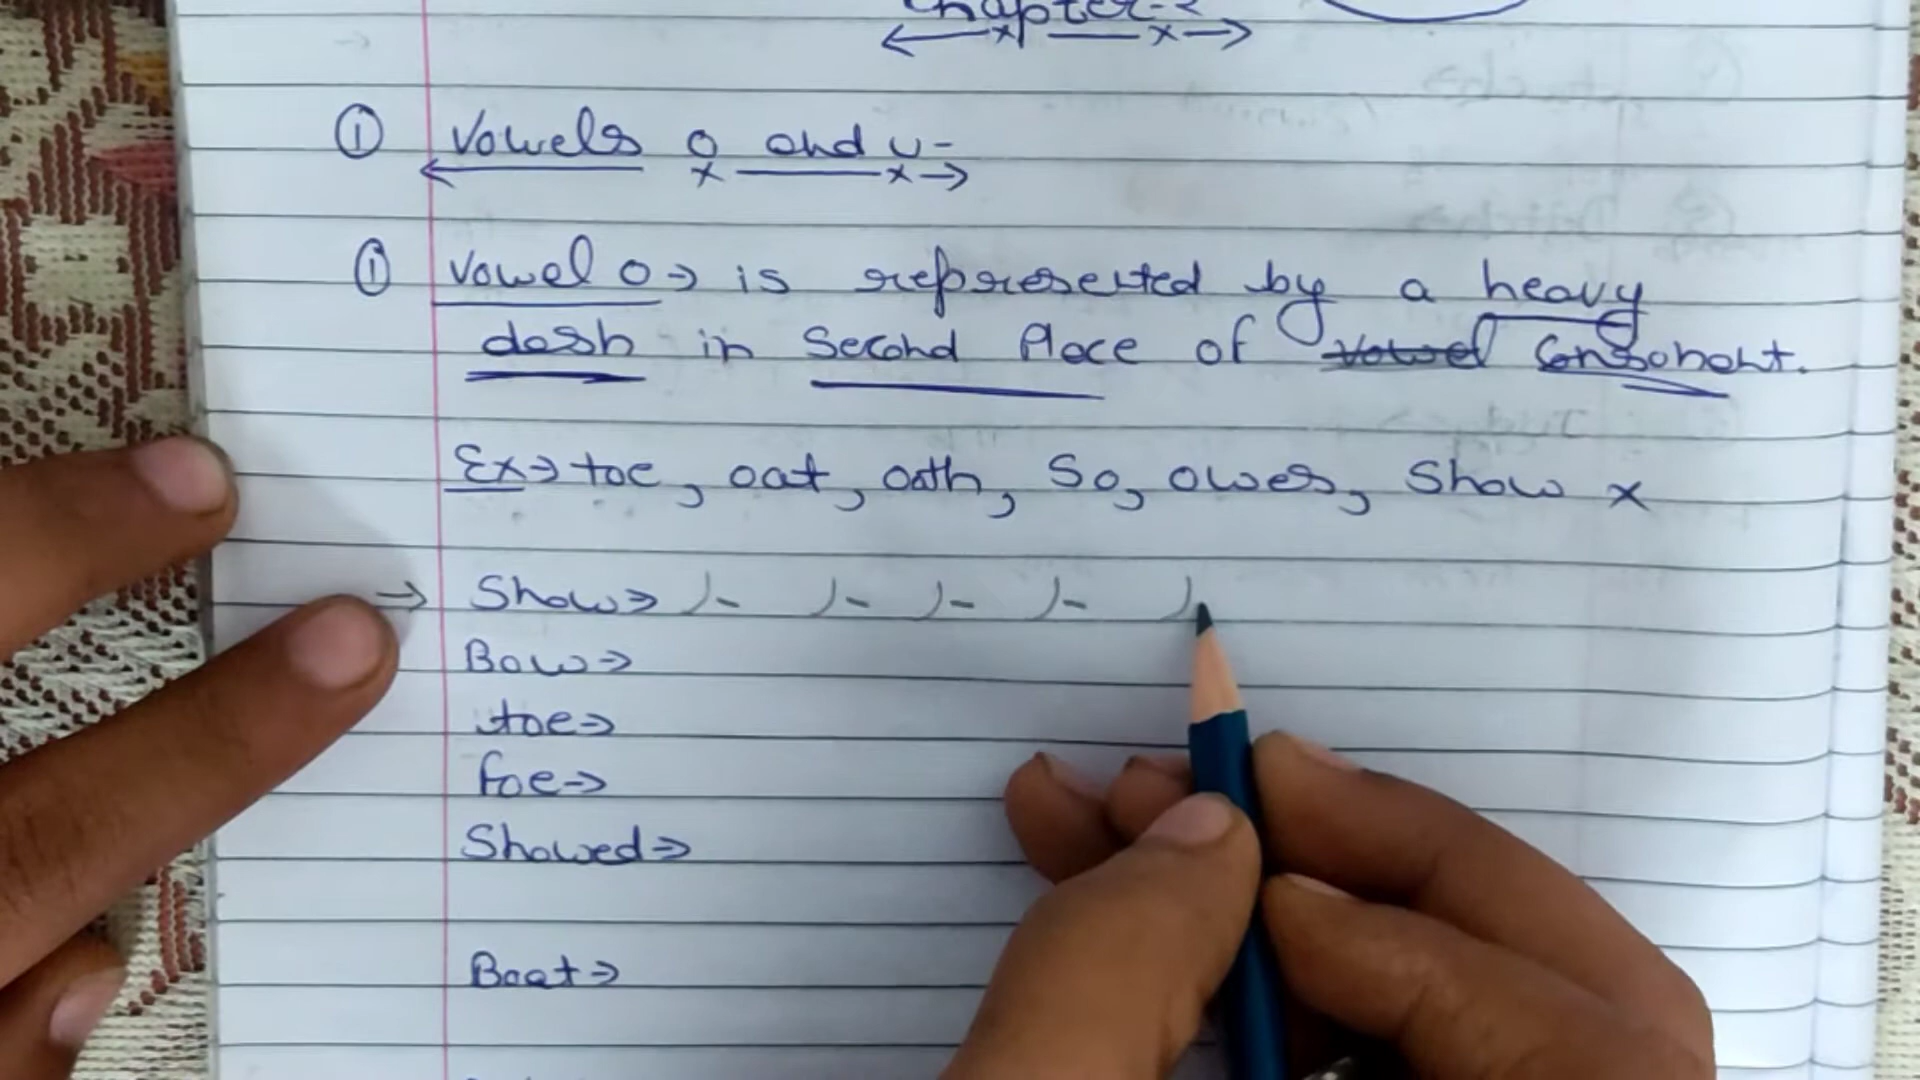 Chapter-2
① Vowels o and u-
① Vowel o → is represented by a heavy
dash in Second Place of Vowel Consonant.
Ex → toe, oat, oath, So, owes, Show x
→ Show →
Bow →
toe →
foe →
Showed →
Boat →